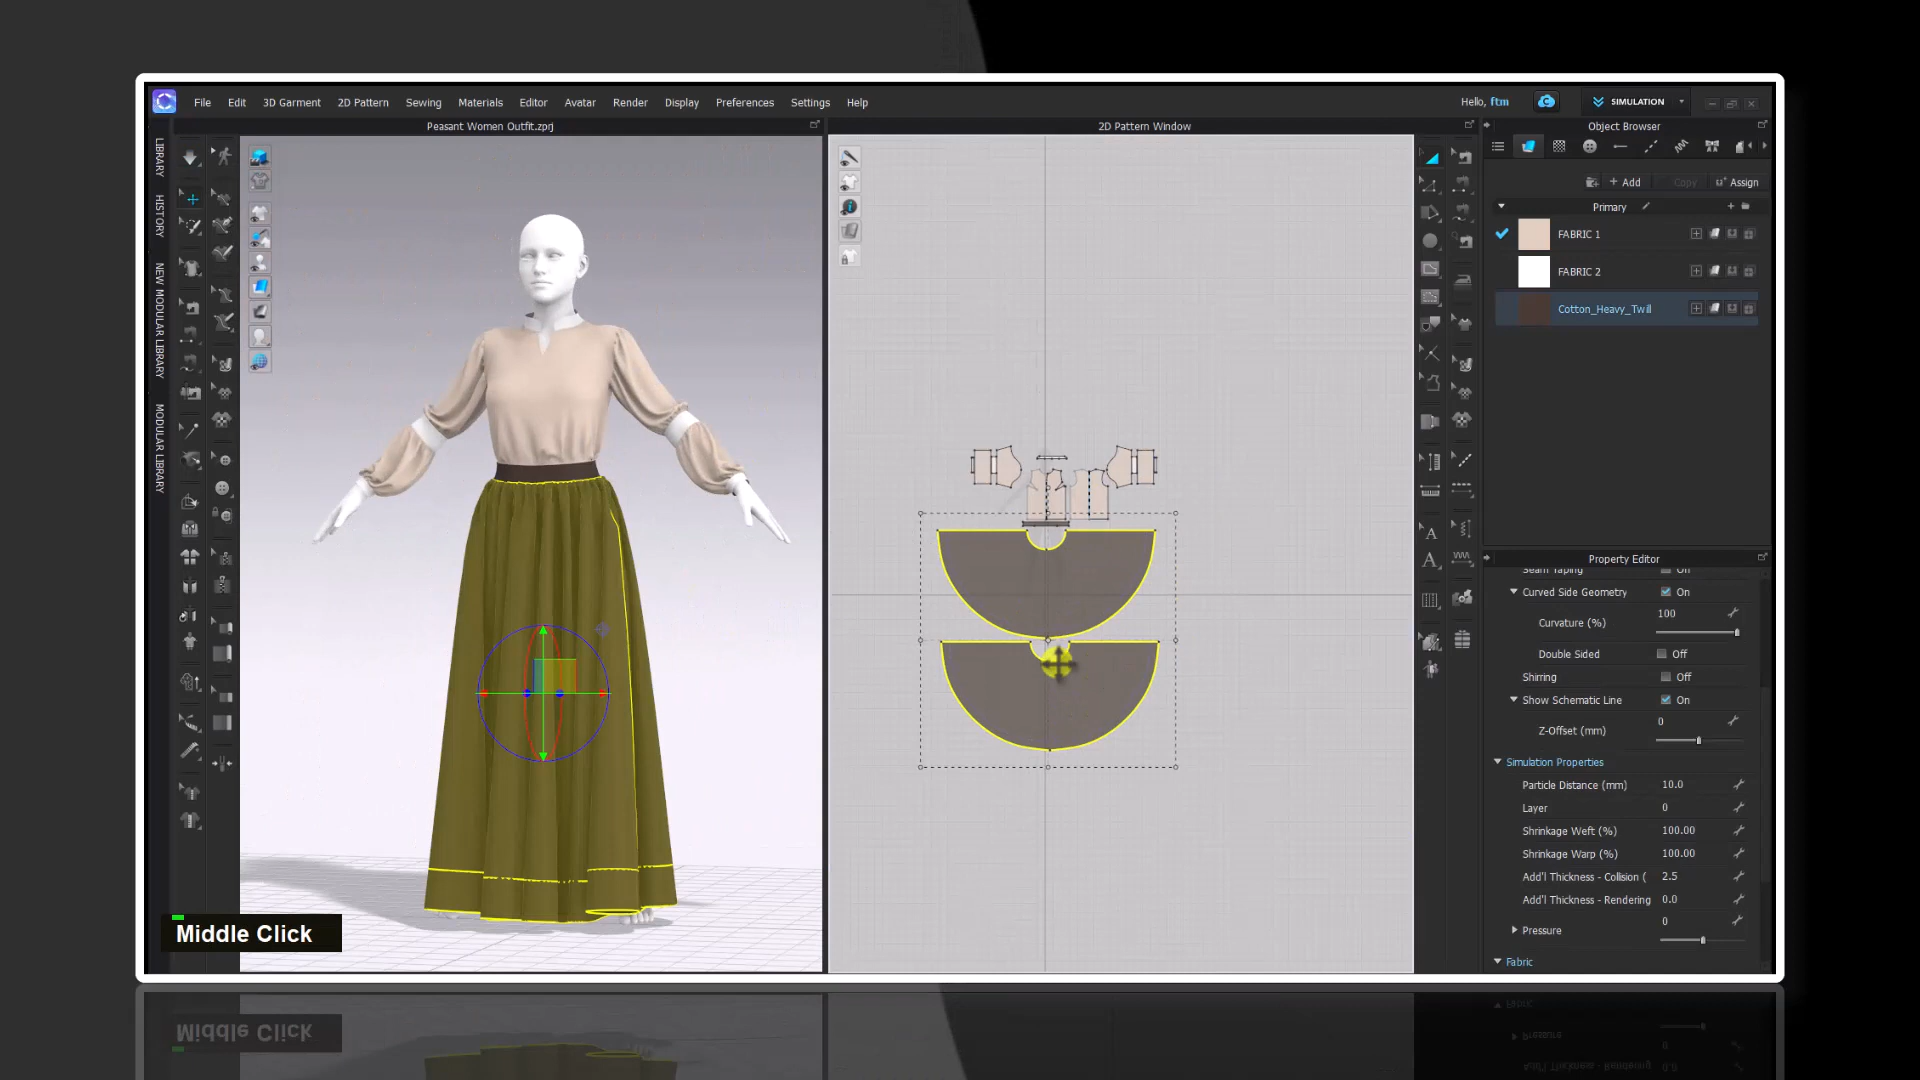 File Edit 3D Garment 2D Pattern Sewing Materials Editor Avatar Render Display Preferences Settings Help
Hello, ftm
SIMULATION
Peasant Women Outfit.zprj
2D Pattern Window
Object Browser
LIBRARY
HISTORY
NEW MODULAR LIBRARY
MODULAR LIBRARY
+ Add
Copy
Assign
Primary
FABRIC 1
FABRIC 2
Cotton_Heavy_Twill
Property Editor
Seam Taping
On
Curved Side Geometry
On
Curvature (%)
100
Double Sided
Off
Shirring
Off
Show Schematic Line
On
Z-Offset (mm)
0
Simulation Properties
Particle Distance (mm)
10.0
Layer
0
Shrinkage Weft (%)
100.00
Shrinkage Warp (%)
100.00
Add'l Thickness - Collision (
2.5
Add'l Thickness - Rendering
0.0
Pressure
0
Fabric
Middle Click